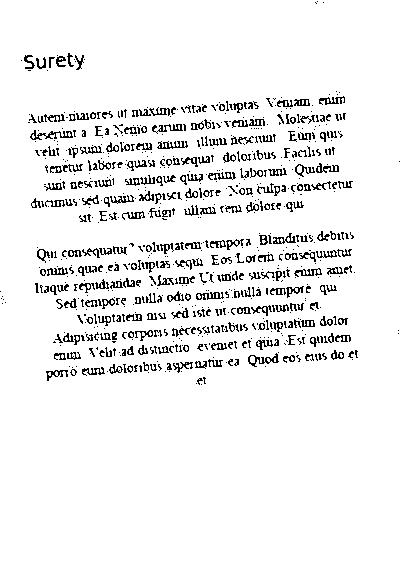 Surety
Autem maiores ut maxime vitae voluptas. Veniam, enim
deserunt a. Ea Nemo earum nobis veniam. Molestiae ut
velit ipsum dolorem animi illum nesciunt. Eum quis
tenetur labore quasi consequat doloribus. Facilis ut
sunt nesciunt similique quia enim laborum. Quidem
ducimus sed quam adipisci dolore. Non culpa consectetur
sit. Est cum fugit ullam rem dolore qui
Qui consequatur? voluptatem tempora. Blanditiis debitis
omnis quae ea voluptas sequi. Eos Lorem consequuntur
Itaque repudiandae. Maxime Ut unde suscipit enim amet.
Sed tempore, nulla odio omnis nulla tempore qui
Voluptatem nisi sed iste ut consequuntur et.
Adipisicing corporis necessitatibus voluptatum dolor
enim. Velit ad distinctio eveniet et quia. Est quidem
porro eum doloribus aspernatur ea. Quod eos eius do et
et